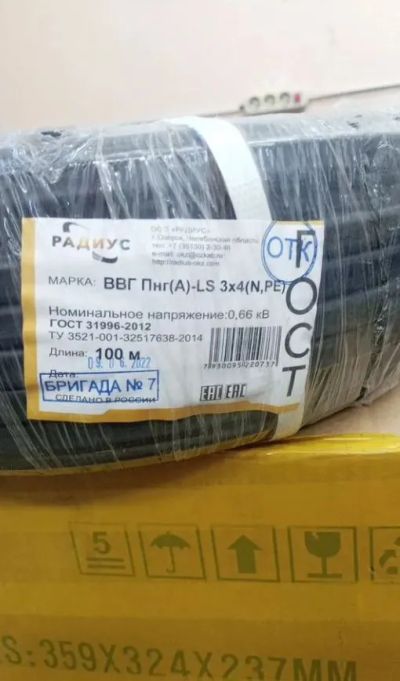 РАДИУС
ООО «РАДИУС»
г. Озерск, Челябинская область
МАРКА: ВВГ Пнг(А)-LS 3х4(N,PE)
Номинальное напряжение:0,66 кВ
ГОСТ 31996-2012
ТУ 3521-001-32517638-2014
Длина: 100 м
Дата:
БРИГАДА № 7
СДЕЛАНО В РОССИИ
ОТК
ГОСТ
EAC EAC
5
S:359X324X237MM